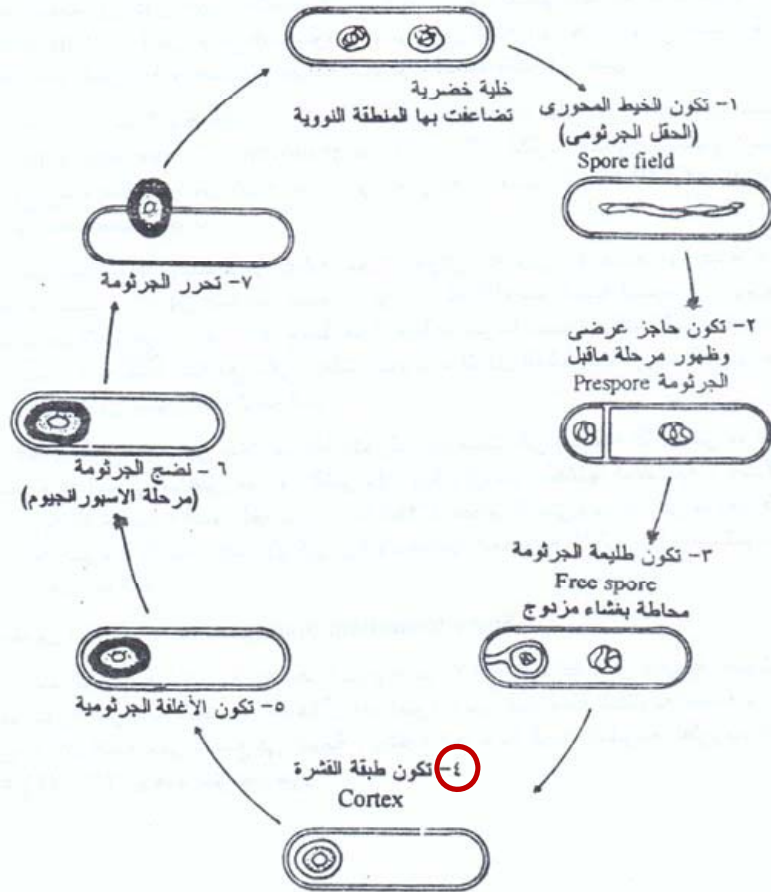 خلية خضرية
تضاعفت بها المنطقة النووية
١- تكون الخيط المحورى
(الحقل الجرثومى)
Spore field
٢- تكون حاجز عرضى
وظهور مرحلة ماقبل
الجرثومة Prespore
٣- تكون طليعة الجرثومة
Free spore
محاطة بغشاء مزدوج
٤- تكون طبقة القشرة
Cortex
٥- تكون الأغلفة الجرثومية
٦- نضج الجرثومة
(مرحلة الاسبورانجيوم)
٧- تحرر الجرثومة